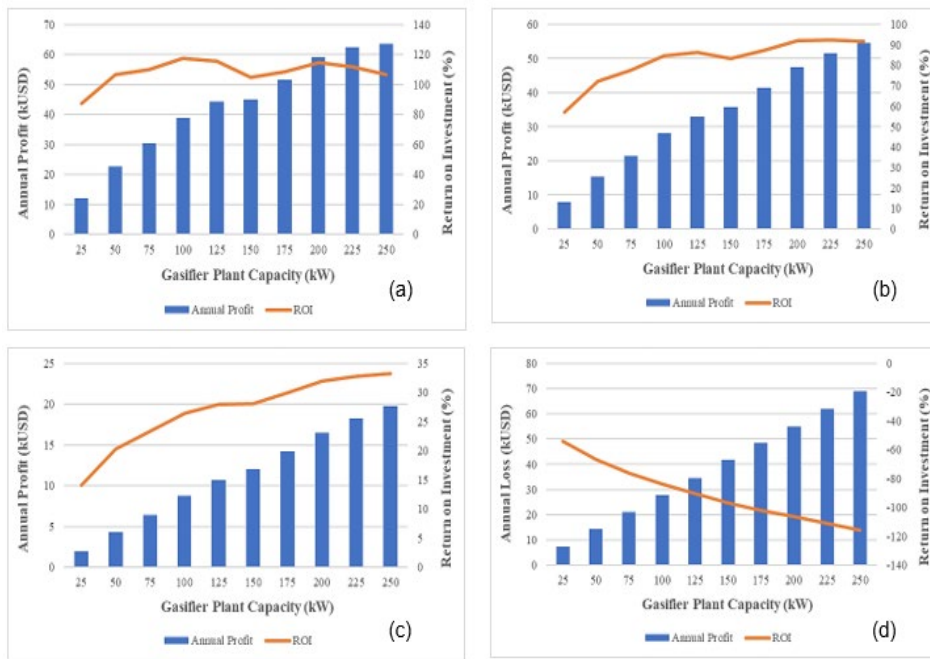 70
60
50
40
30
20
10
0
140
120
100
80
60
40
20
0
Annual Profit (kUSD)
Return on Investment (%)
25 50 75 100 125 150 175 200 225 250
Gasifier Plant Capacity (kW)
(a)
Annual Profit ROI
60
50
40
30
20
10
0
100
90
80
70
60
50
40
30
20
10
0
Annual Profit (kUSD)
Return on Investment (%)
25 50 75 100 125 150 175 200 225 250
Gasifier Plant Capacity (kW)
(b)
Annual Profit ROI
25
20
15
10
5
0
35
30
25
20
15
10
5
0
Annual Profit (kUSD)
Return on Investment (%)
25 50 75 100 125 150 175 200 225 250
Gasifier Plant Capacity (kW)
(c)
Annual Profit ROI
80
70
60
50
40
30
20
10
0
0
-20
-40
-60
-80
-100
-120
-140
Annual Loss (kUSD)
Return on Investment (%)
25 50 75 100 125 150 175 200 225 250
Gasifier Plant Capacity (kW)
(d)
Annual Profit ROI